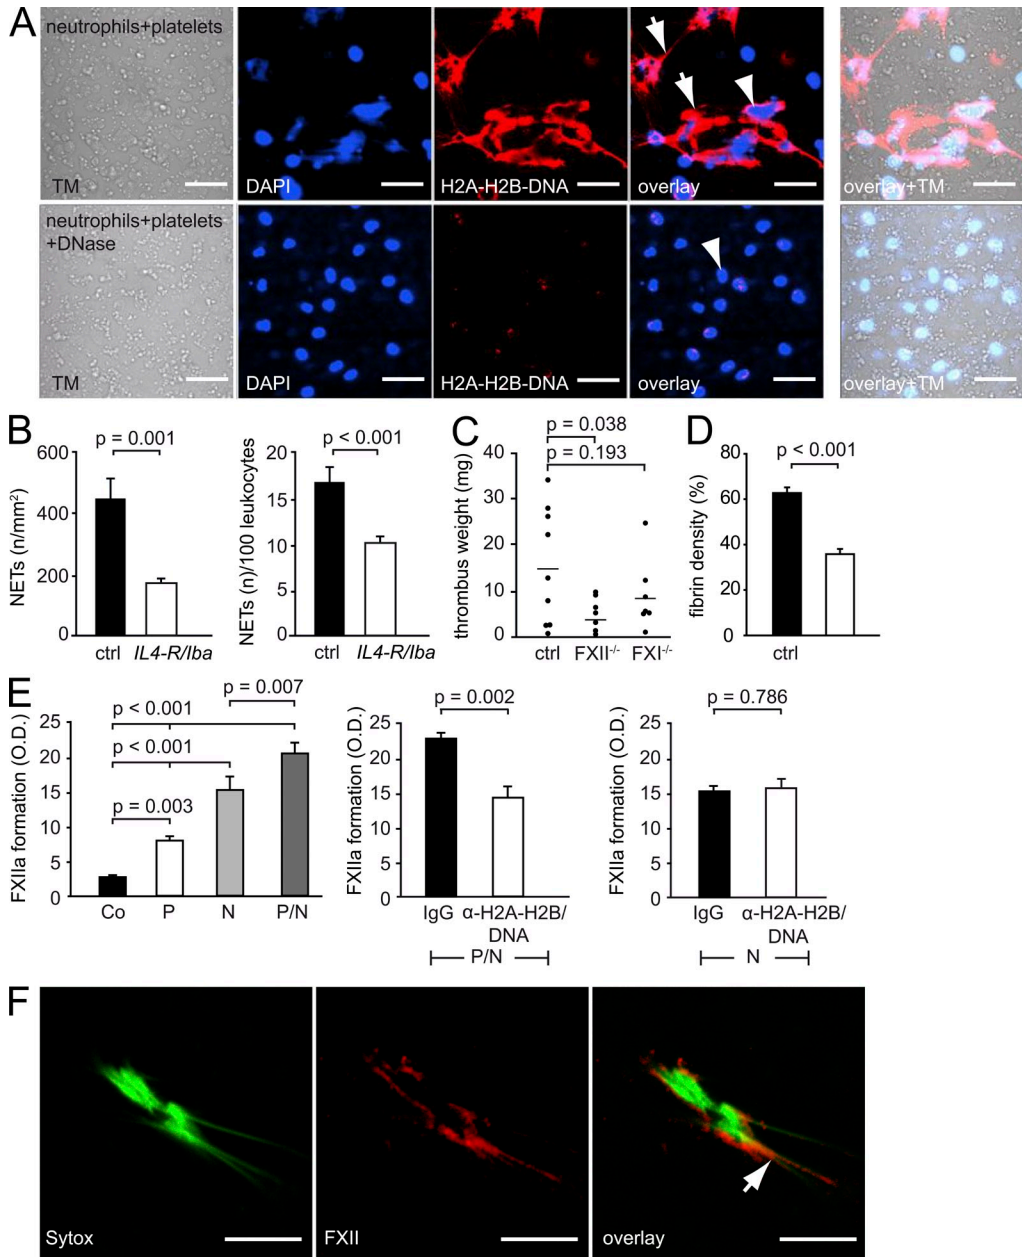 A
neutrophils+platelets
TM
DAPI
H2A-H2B-DNA
overlay
overlay+TM
neutrophils+platelets
+DNase
TM
DAPI
H2A-H2B-DNA
overlay
overlay+TM
B
p = 0.001
NETs (n/mm²)
600
400
200
0
ctrl
IL4-R/Iba
p < 0.001
NETs (n)/100 leukocytes
20
15
10
5
0
ctrl
IL4-R/Iba
C
p = 0.038
p = 0.193
thrombus weight (mg)
40
30
20
10
0
ctrl
FXII-/-
FXI-/-
D
p < 0.001
fibrin density (%)
80
60
40
20
0
ctrl
E
p = 0.007
p < 0.001
p < 0.001
p = 0.003
FXIIa formation (O.D.)
25
20
15
10
5
0
Co
P
N
P/N
p = 0.002
FXIIa formation (O.D.)
25
20
15
10
5
0
IgG
α-H2A-H2B/
DNA
P/N
p = 0.786
FXIIa formation (O.D.)
25
20
15
10
5
0
IgG
α-H2A-H2B/
DNA
N
F
Sytox
FXII
overlay